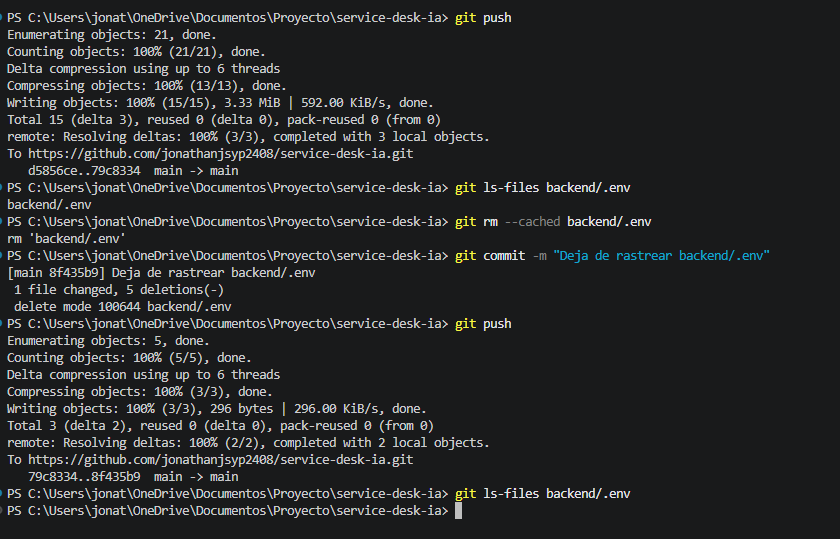 PS C:\Users\jonat\OneDrive\Documentos\Proyecto\service-desk-ia> git push
Enumerating objects: 21, done.
Counting objects: 100% (21/21), done.
Delta compression using up to 6 threads
Compressing objects: 100% (13/13), done.
Writing objects: 100% (15/15), 3.33 MiB | 592.00 KiB/s, done.
Total 15 (delta 3), reused 0 (delta 0), pack-reused 0 (from 0)
remote: Resolving deltas: 100% (3/3), completed with 3 local objects.
To https://github.com/jonathanjsyp2408/service-desk-ia.git
   d5856ce..79c8334  main -> main
PS C:\Users\jonat\OneDrive\Documentos\Proyecto\service-desk-ia> git ls-files backend/.env
backend/.env
PS C:\Users\jonat\OneDrive\Documentos\Proyecto\service-desk-ia> git rm --cached backend/.env
rm 'backend/.env'
PS C:\Users\jonat\OneDrive\Documentos\Proyecto\service-desk-ia> git commit -m "Deja de rastrear backend/.env"
[main 8f435b9] Deja de rastrear backend/.env
 1 file changed, 5 deletions(-)
 delete mode 100644 backend/.env
PS C:\Users\jonat\OneDrive\Documentos\Proyecto\service-desk-ia> git push
Enumerating objects: 5, done.
Counting objects: 100% (5/5), done.
Delta compression using up to 6 threads
Compressing objects: 100% (3/3), done.
Writing objects: 100% (3/3), 296 bytes | 296.00 KiB/s, done.
Total 3 (delta 2), reused 0 (delta 0), pack-reused 0 (from 0)
remote: Resolving deltas: 100% (2/2), completed with 2 local objects.
To https://github.com/jonathanjsyp2408/service-desk-ia.git
   79c8334..8f435b9  main -> main
PS C:\Users\jonat\OneDrive\Documentos\Proyecto\service-desk-ia> git ls-files backend/.env
PS C:\Users\jonat\OneDrive\Documentos\Proyecto\service-desk-ia>